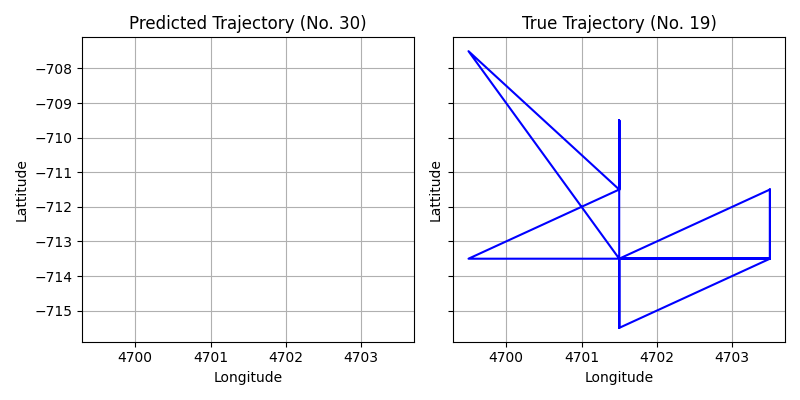 Predicted Trajectory (No. 30)
True Trajectory (No. 19)
Lattitude
−708
−709
−710
−711
−712
−713
−714
−715
4700 4701 4702 4703
Longitude
Lattitude
4700 4701 4702 4703
Longitude